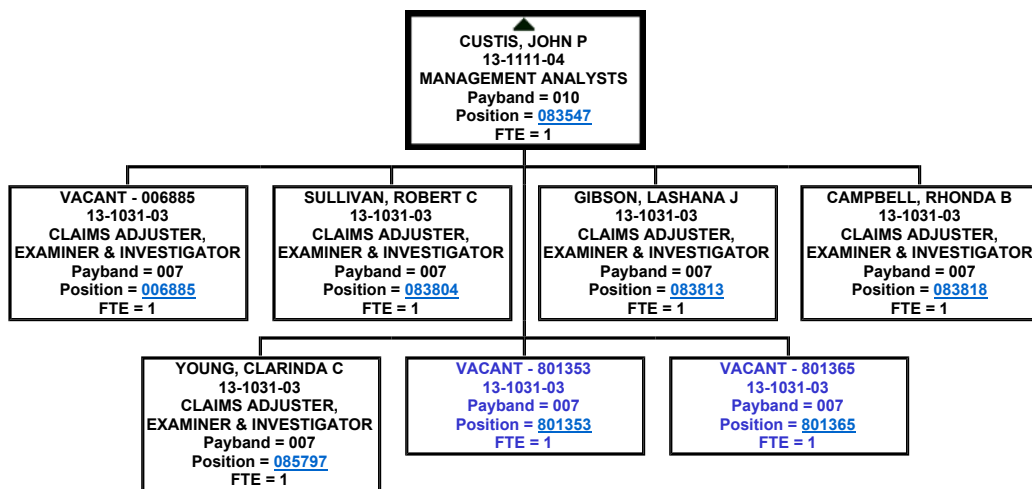 CUSTIS, JOHN P
13-1111-04
MANAGEMENT ANALYSTS
Payband = 010
Position = 083547
FTE = 1
VACANT - 006885
13-1031-03
CLAIMS ADJUSTER,
EXAMINER & INVESTIGATOR
Payband = 007
Position = 006885
FTE = 1
SULLIVAN, ROBERT C
13-1031-03
CLAIMS ADJUSTER,
EXAMINER & INVESTIGATOR
Payband = 007
Position = 083804
FTE = 1
GIBSON, LASHANA J
13-1031-03
CLAIMS ADJUSTER,
EXAMINER & INVESTIGATOR
Payband = 007
Position = 083813
FTE = 1
CAMPBELL, RHONDA B
13-1031-03
CLAIMS ADJUSTER,
EXAMINER & INVESTIGATOR
Payband = 007
Position = 083818
FTE = 1
YOUNG, CLARINDA C
13-1031-03
CLAIMS ADJUSTER,
EXAMINER & INVESTIGATOR
Payband = 007
Position = 085797
FTE = 1
VACANT - 801353
13-1031-03
Payband = 007
Position = 801353
FTE = 1
VACANT - 801365
13-1031-03
Payband = 007
Position = 801365
FTE = 1